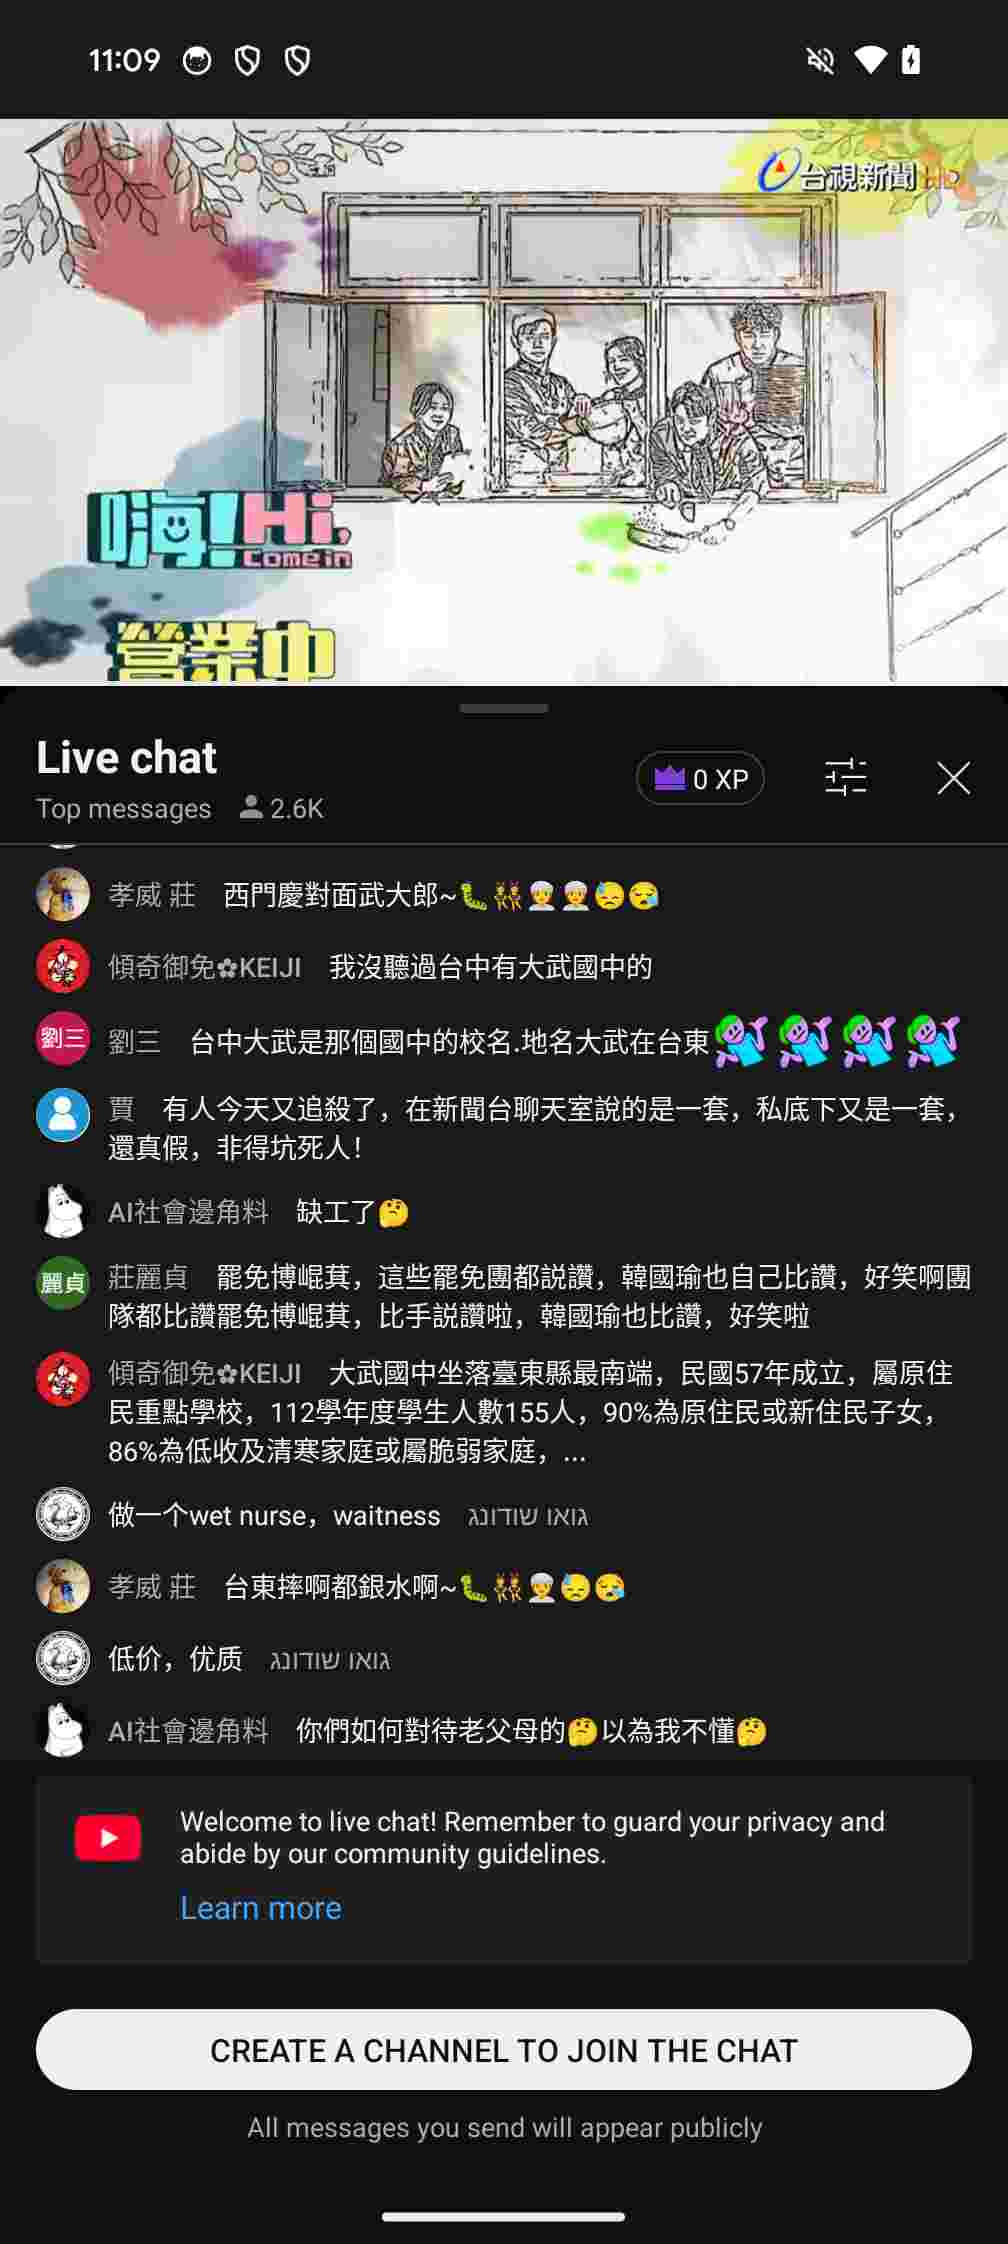 11:09
台視新聞 HD
嗨!Hi,
Come in
營業中
Live chat
Top messages 2.6K
0 XP
孝威 莊 西門慶對面武大郎~🐛👯👳👳😓😪
傾奇御免✿KEIJI 我沒聽過台中有大武國中的
劉三
劉三 台中大武是那個國中的校名.地名大武在台東
賈 有人今天又追殺了，在新聞台聊天室說的是一套，私底下又是一套，
還真假，非得坑死人！
AI社會邊角料 缺工了🤔
麗貞
莊麗貞 罷免博崐萁，這些罷免團都説讚，韓國瑜也自己比讚，好笑啊團
隊都比讚罷免博崐萁，比手説讚啦，韓國瑜也比讚，好笑啦
傾奇御免✿KEIJI 大武國中坐落臺東縣最南端，民國57年成立，屬原住
民重點學校，112學年度學生人數155人，90%為原住民或新住民子女，
86%為低收及清寒家庭或屬脆弱家庭，...
做一个wet nurse，waitness גואו שודונג
孝威 莊 台東摔啊都銀水啊~🐛👯👳😓😪
低价，优质 גואו שודונג
AI社會邊角料 你們如何對待老父母的🤔以為我不懂🤔
Welcome to live chat! Remember to guard your privacy and
abide by our community guidelines.
Learn more
CREATE A CHANNEL TO JOIN THE CHAT
All messages you send will appear publicly